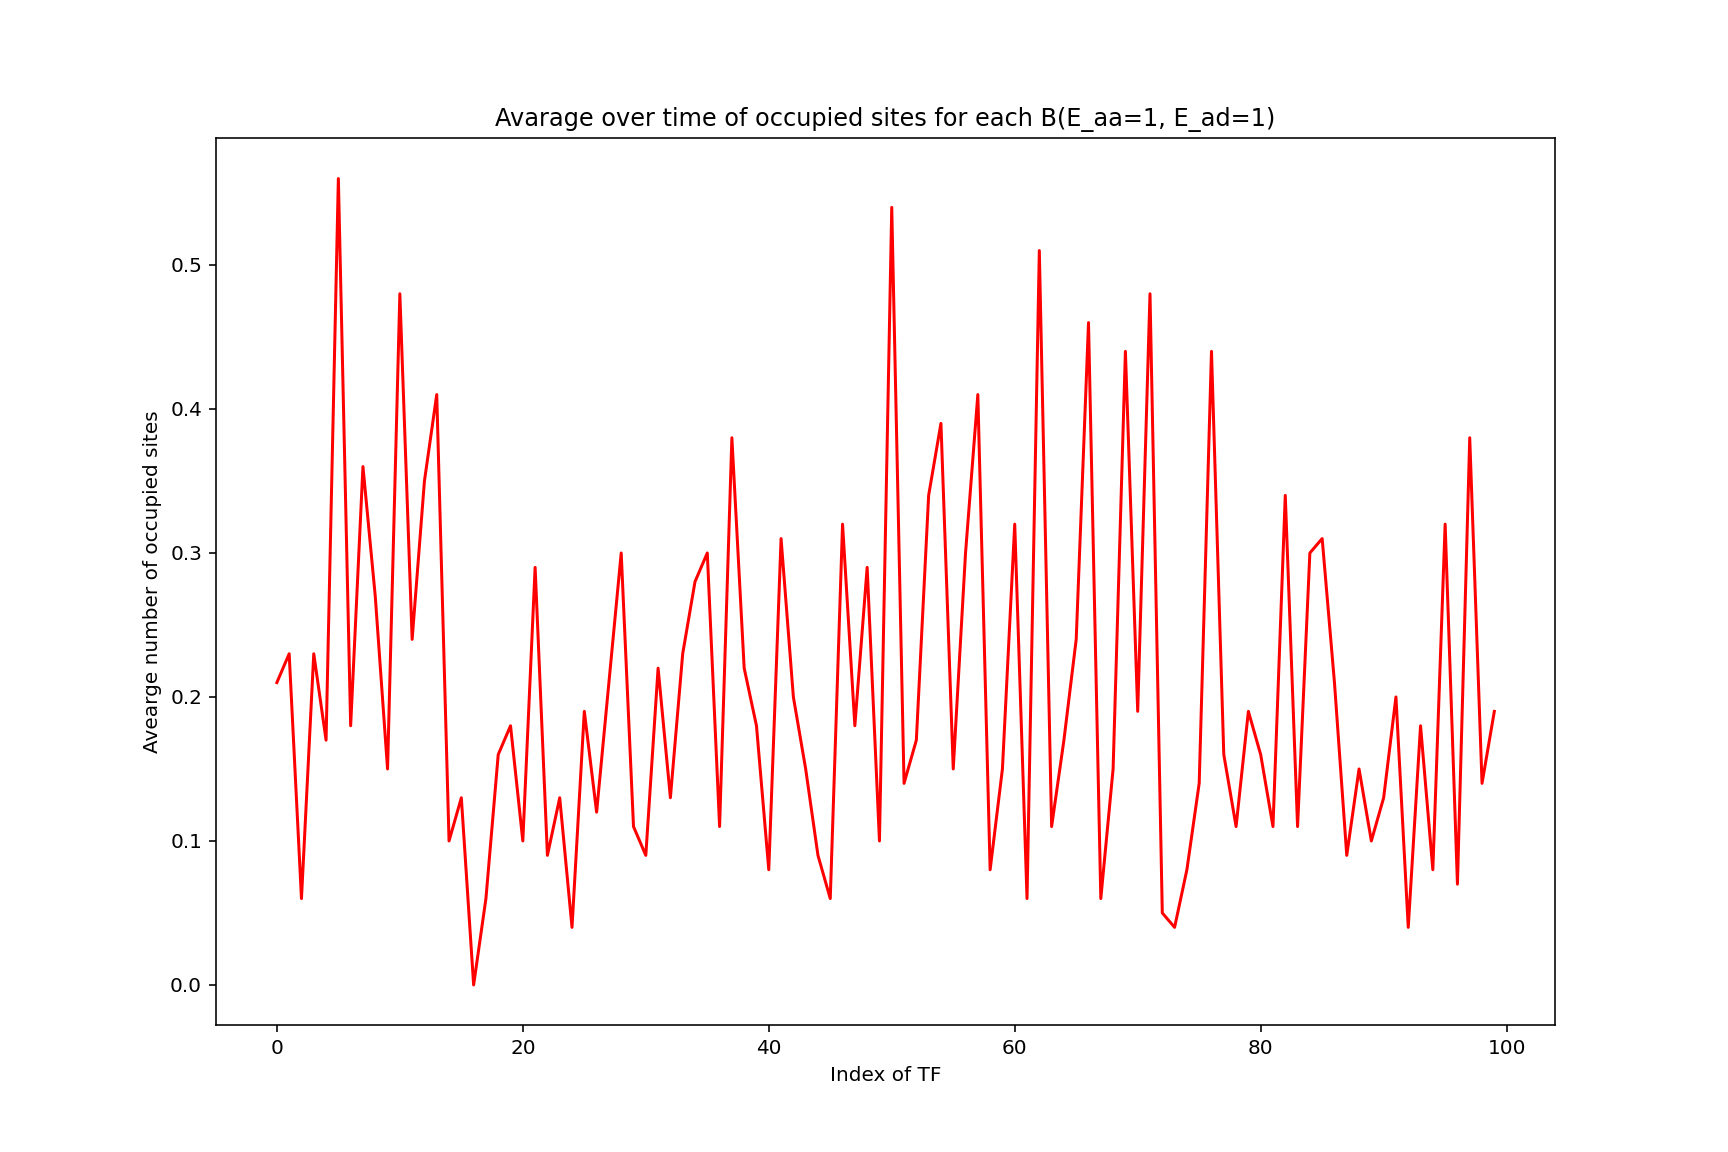 Avarage over time of occupied sites for each B(E_aa=1, E_ad=1)
Avearge number of occupied sites
0.5
0.4
0.3
0.2
0.1
0.0
0 20 40 60 80 100
Index of TF